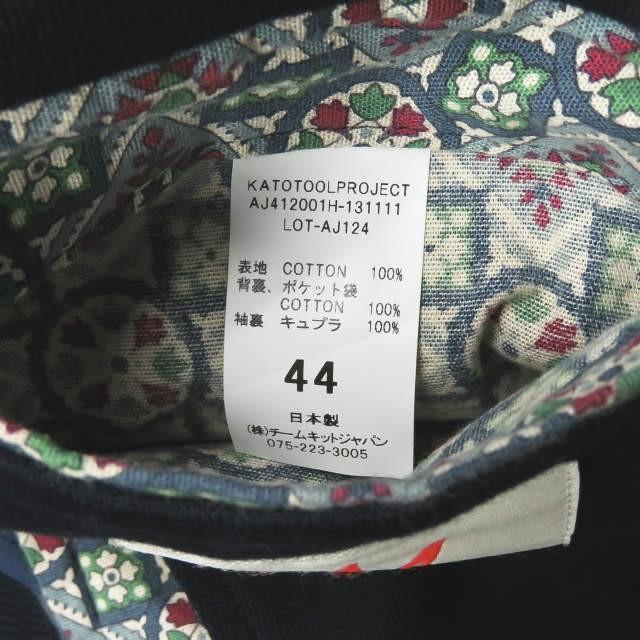 KATOTOOLPROJECT
AJ412001H-131111
LOT-AJ124
表地 COTTON 100%
背裏、ポケット袋
COTTON 100%
袖裏 キュプラ 100%
44
日本製
(株)チームキットジャパン
075-223-3005